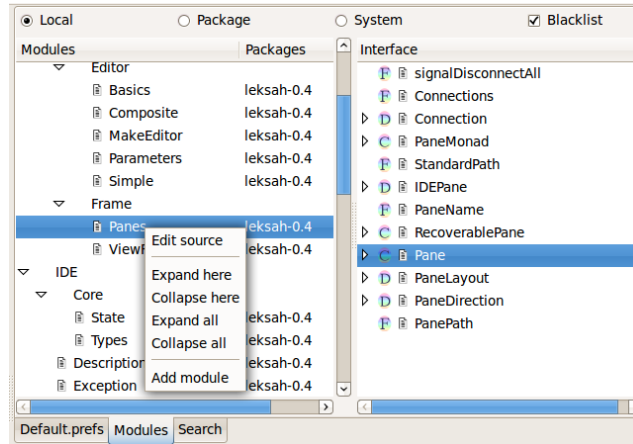 Local Package System Blacklist
Modules Packages
Editor
Basics leksah-0.4
Composite leksah-0.4
MakeEditor leksah-0.4
Parameters leksah-0.4
Simple leksah-0.4
Frame
Panes leksah-0.4
leksah-0.4
IDE
Core
State leksah-0.4
Types leksah-0.4
Description leksah-0.4
Exception leksah-0.4
Edit source
Expand here
Collapse here
Expand all
Collapse all
Add module
Interface
F signalDisconnectAll
F Connections
D Connection
C PaneMonad
F StandardPath
D IDEPane
F PaneName
C RecoverablePane
C Pane
D PaneLayout
D PaneDirection
F PanePath
Default.prefs Modules Search